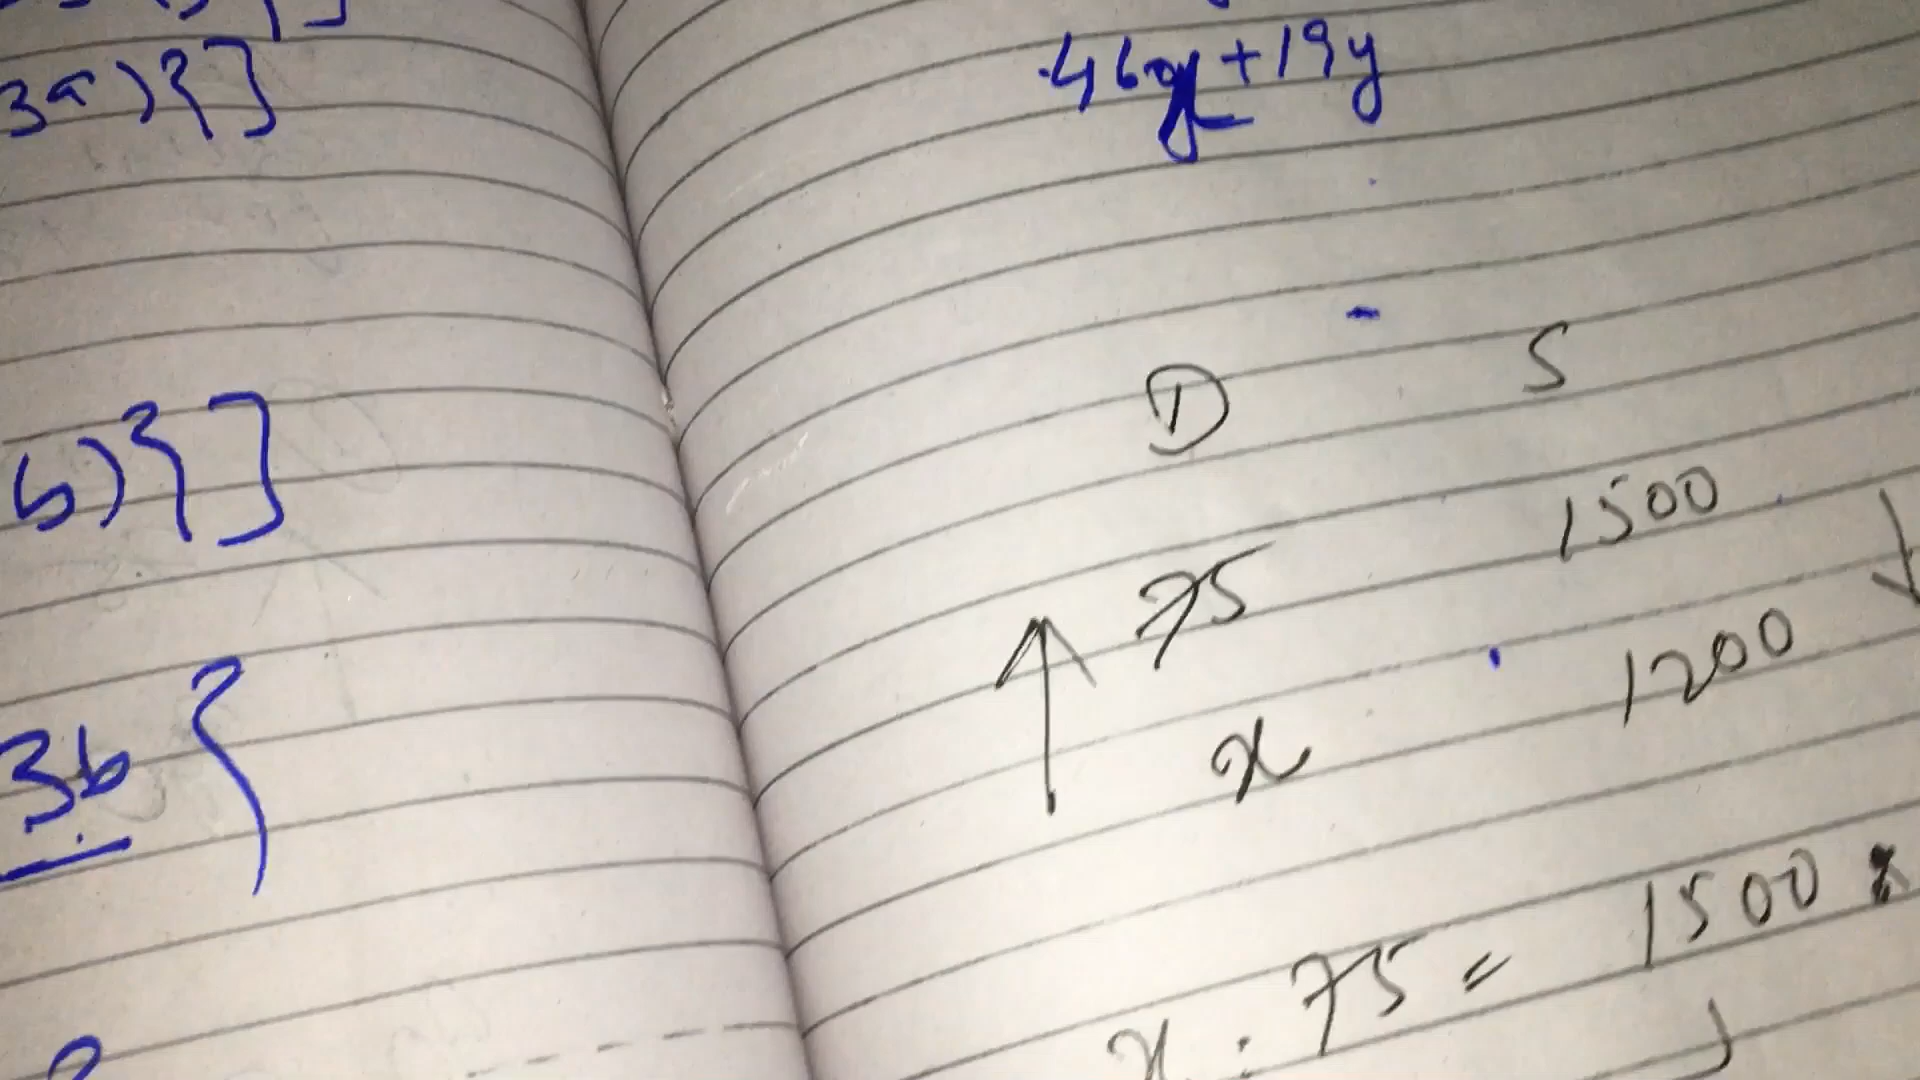 3a){}]
b){}]
3b {
46y+19y
D S
75 1500
x 1200
x : 75 = 1500